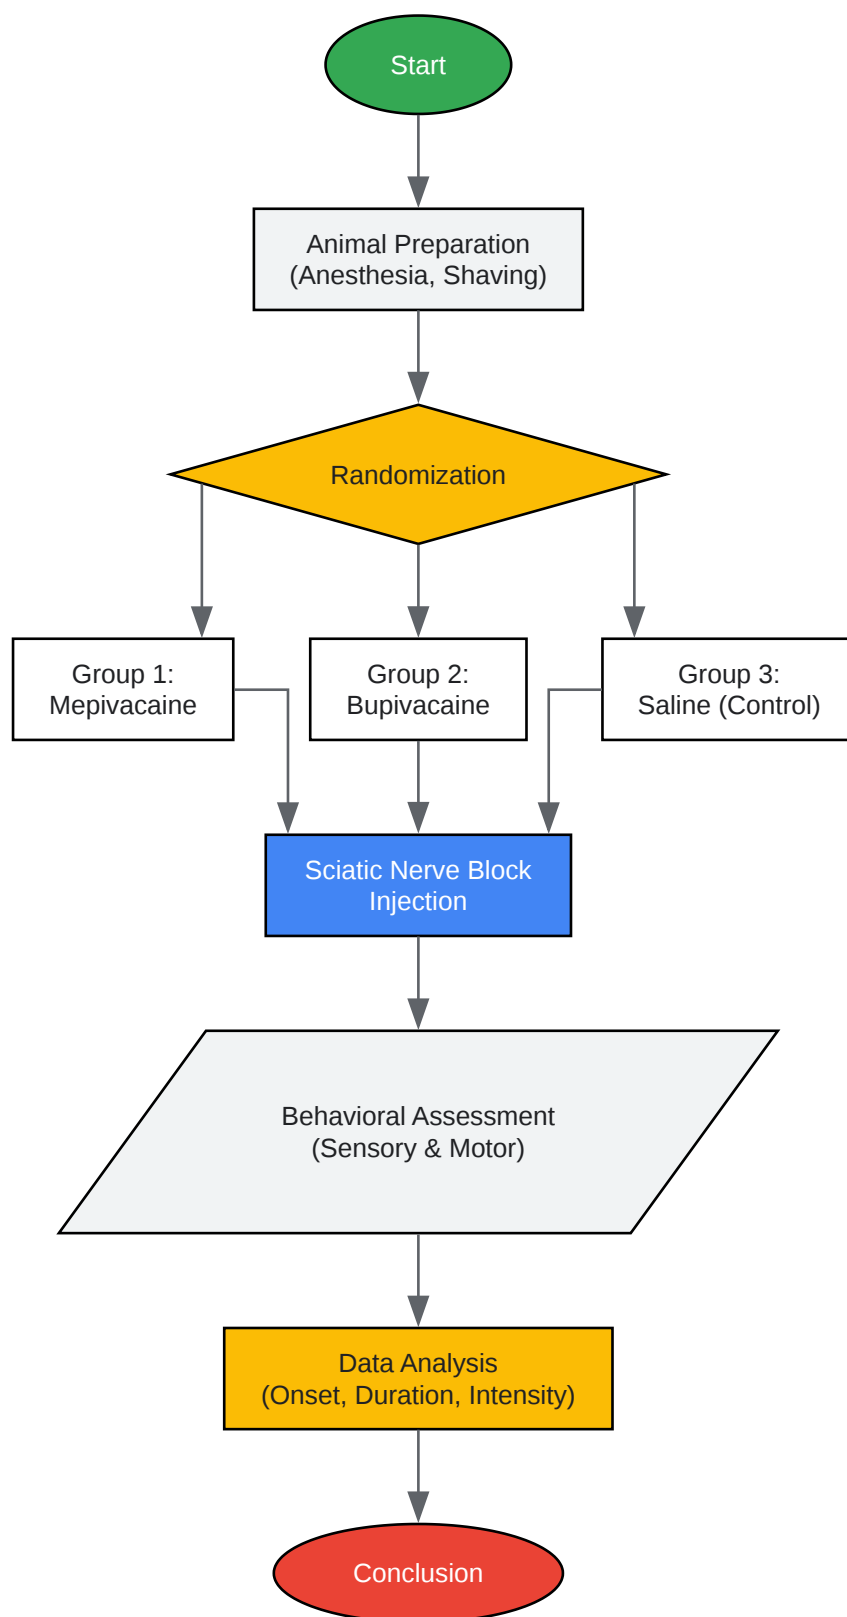 Start
Animal Preparation
(Anesthesia, Shaving)
Randomization
Group 1:
Mepivacaine
Group 2:
Bupivacaine
Group 3:
Saline (Control)
Sciatic Nerve Block
Injection
Behavioral Assessment
(Sensory & Motor)
Data Analysis
(Onset, Duration, Intensity)
Conclusion